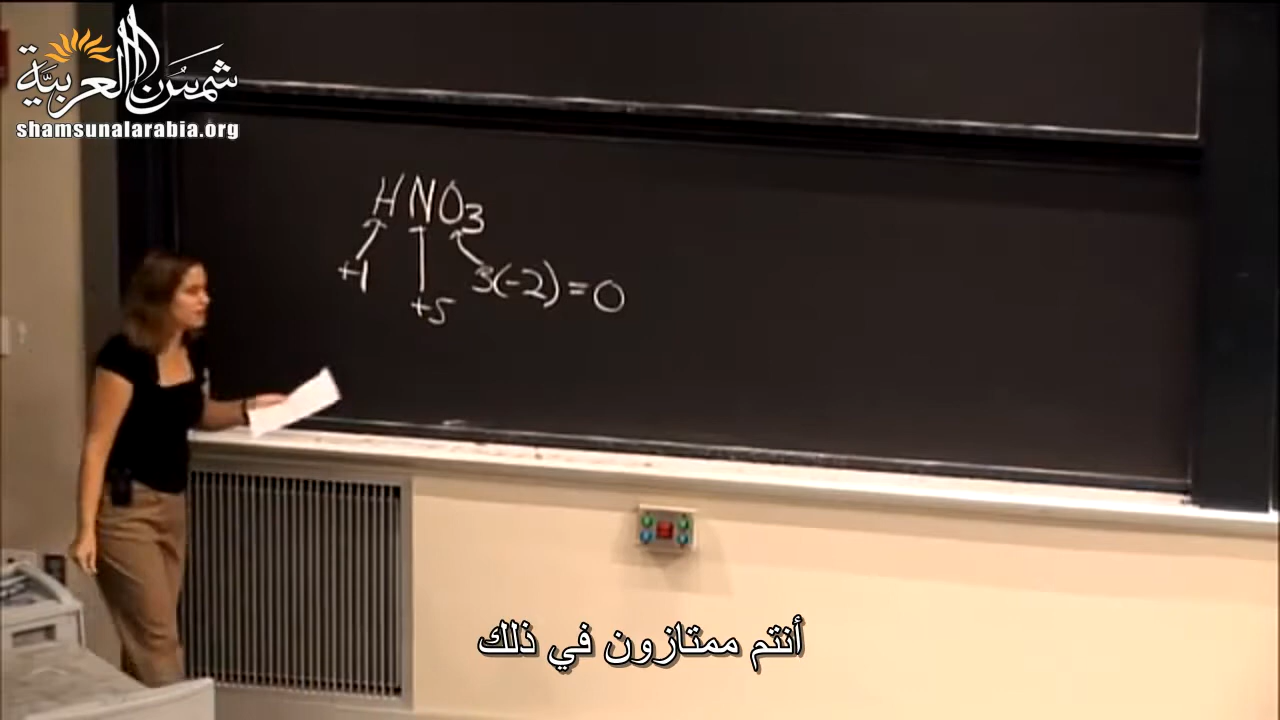 شمس العربية
shamsunalarabia.org
HNO3
+1
+5
3(-2)=0
أنتم ممتازون في ذلك